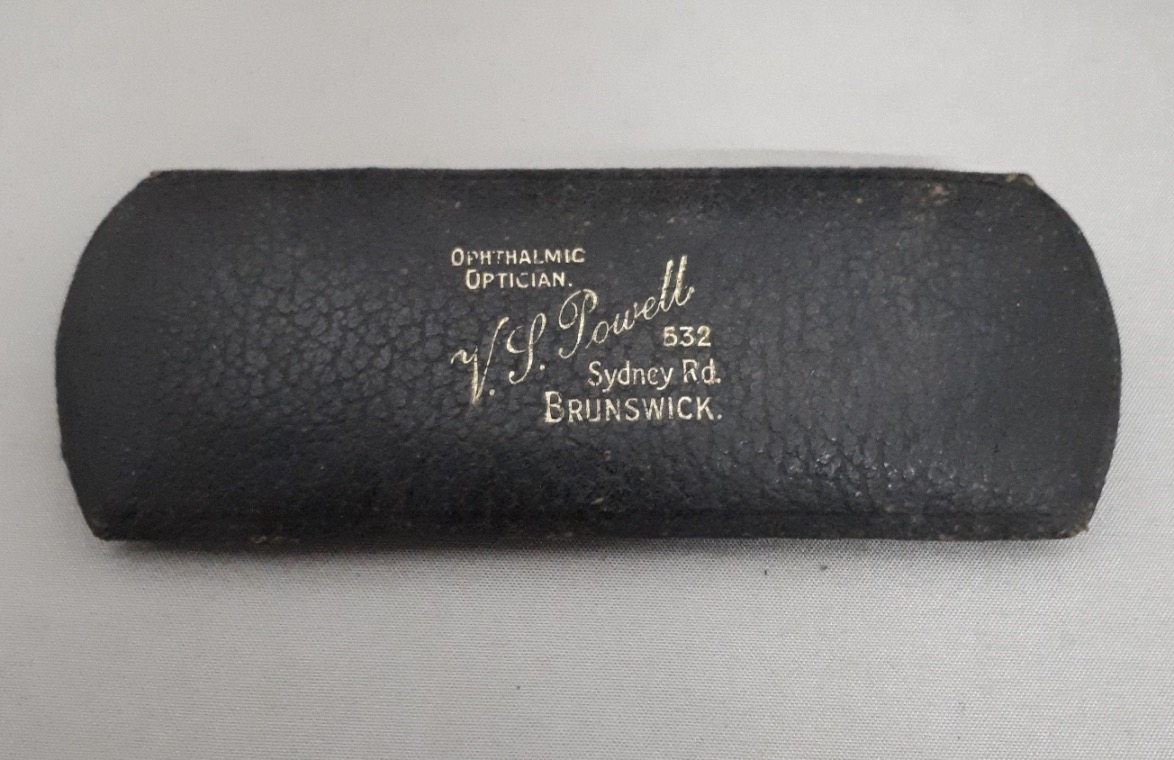 OPHTHALMIC
OPTICIAN.
V. S. Powell
532
Sydney Rd.
BRUNSWICK.